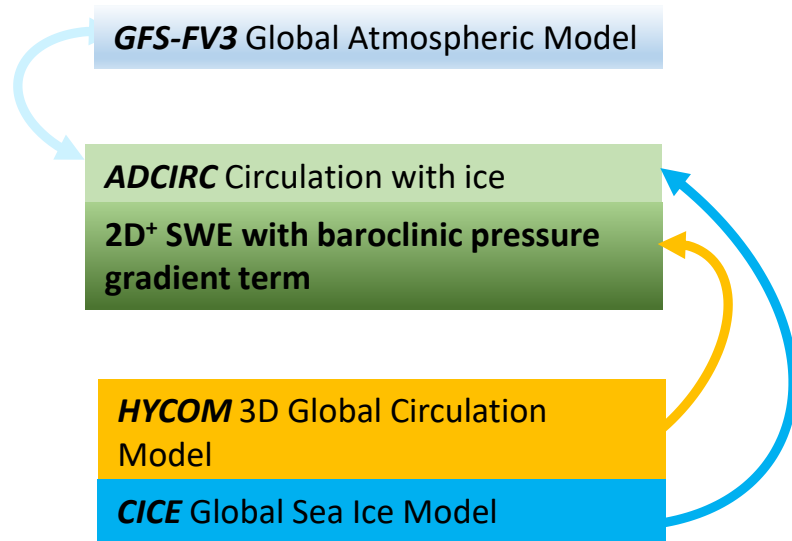 GFS-FV3 Global Atmospheric Model
ADCIRC Circulation with ice
2D⁺ SWE with baroclinic pressure
gradient term
HYCOM 3D Global Circulation
Model
CICE Global Sea Ice Model